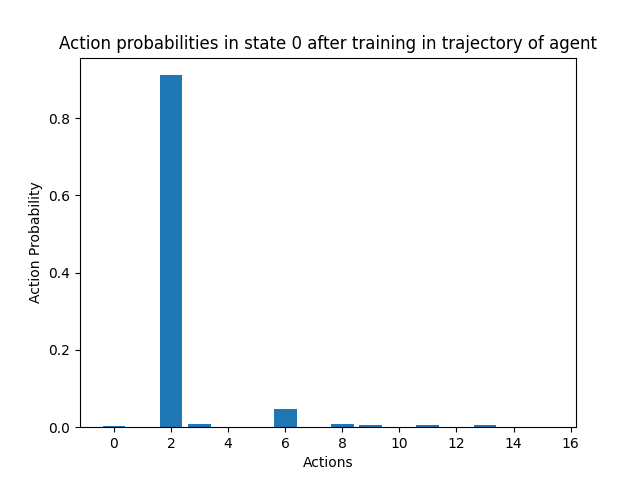 Action probabilities in state 0 after training in trajectory of agent
Action Probability
0.8
0.6
0.4
0.2
0.0
0 2 4 6 8 10 12 14 16
Actions